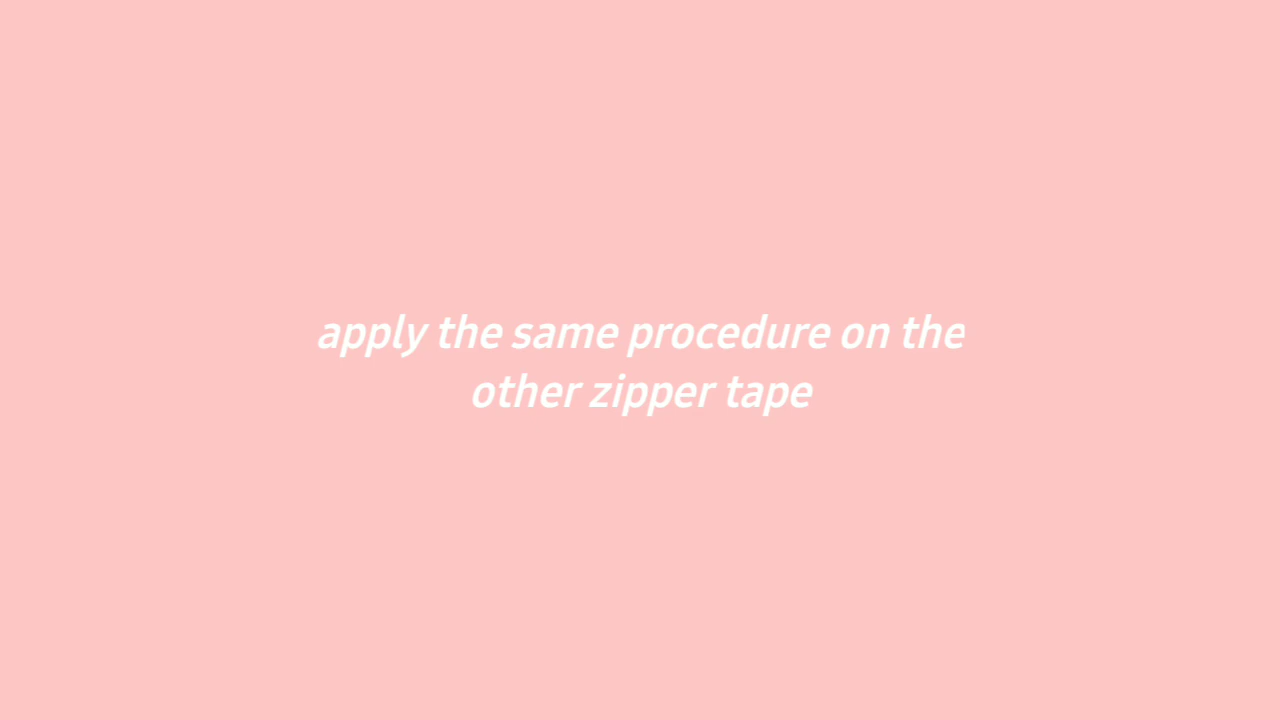 apply the same procedure on the
other zipper tape